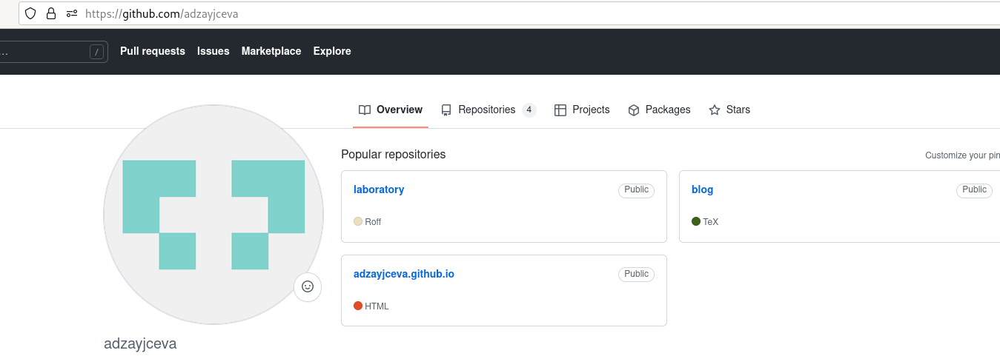 https://github.com/adzayjceva
... / Pull requests Issues Marketplace Explore
Overview Repositories 4 Projects Packages Stars
Popular repositories Customize your pin
laboratory Public blog Public
Roff TeX
adzayjceva.github.io Public
HTML
adzayjceva